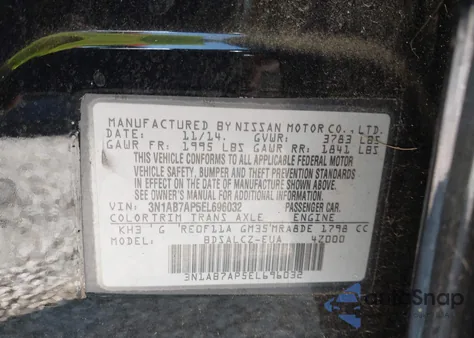 MANUFACTURED BY NISSAN MOTOR CO., LTD.
DATE: 11/14. GVWR: 3783 LBS
GAWR FR: 1995 LBS GAWR RR: 1841 LBS
THIS VEHICLE CONFORMS TO ALL APPLICABLE FEDERAL MOTOR
VEHICLE SAFETY, BUMPER AND THEFT PREVENTION STANDARDS
IN EFFECT ON THE DATE OF MANUFACTURE SHOWN ABOVE.
SEE OWNER'S MANUAL FOR ADDITIONAL INFORMATION
VIN: 3N1AB7AP5EL696032 PASSENGER CAR.
COLOR TRIM TRANS AXLE ENGINE
KH3 G RE0F11A GM35 MRA8DE 1798 CC
BDSALCZ-EUA 4Z000
3N1AB7AP5EL696032
AutoSnap